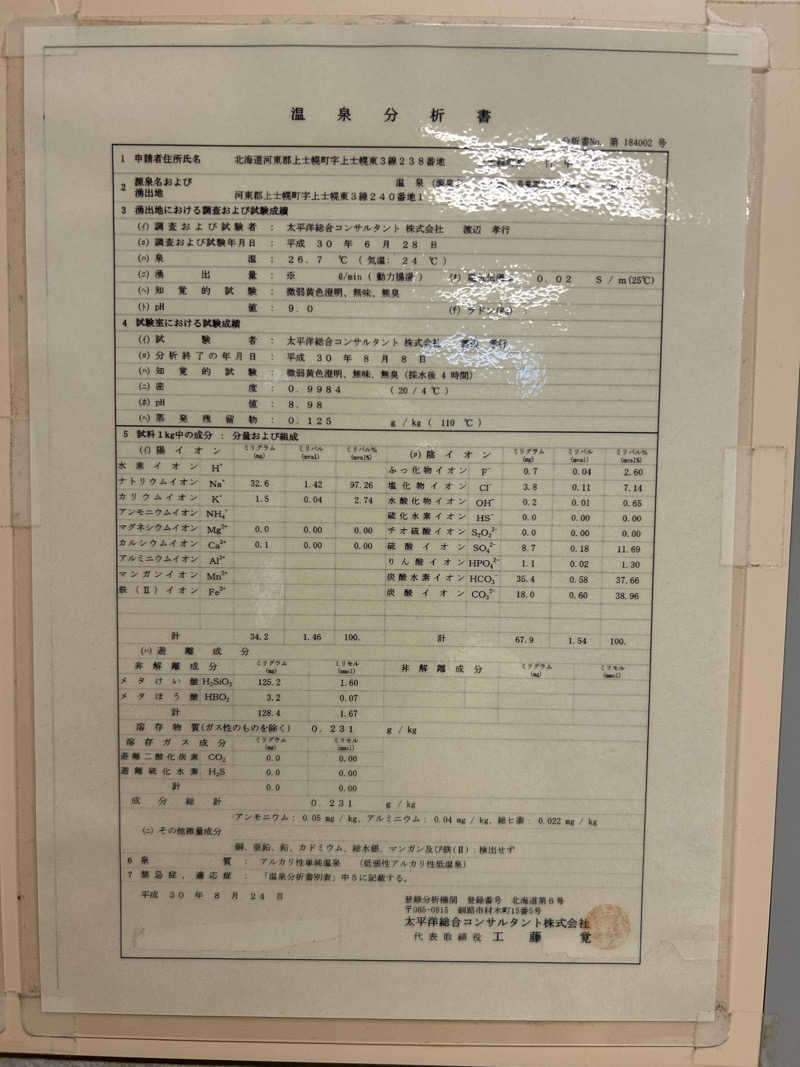 温泉分析書
分析書No. 第 184002 号
1 申請者住所氏名 北海道河東郡上士幌町字上士幌東3線238番地
2 源泉名および湧出地 温泉
河東郡上士幌町字上士幌東3線240番地1
3 湧出地における調査および試験成績
(イ) 調査および試験者 : 太平洋総合コンサルタント 株式会社 渡辺 孝行
(ロ) 調査および試験年月日 : 平成 30 年 6 月 28 日
(ハ) 泉温 : 26.7 ℃ (気温: 24 ℃)
(ニ) 湧出量 : ※ ℓ/min (動力揚湯) 0.02 S/m(25℃)
(ヘ) 知覚的試験 : 微弱黄色澄明、無味、無臭
(ト) pH 値 : 9.0 (チ) ラドン(Rn)
4 試験室における試験成績
(イ) 試験者 : 太平洋総合コンサルタント 株式会社 渡辺 孝行
(ロ) 分析終了の年月日 : 平成 30 年 8 月 8 日
(ハ) 知覚的試験 : 微弱黄色澄明、無味、無臭 (採水後 4 時間)
(ニ) 密度 : 0.9984 (20/4℃)
(ホ) pH 値 : 8.98
(ヘ) 蒸発残留物 : 0.125 g/kg (110 ℃)
5 試料1kg中の成分 : 分量および組成
(イ) 陽イオン ミリグラム(mg) ミリバル(mval) ミリバル%(mval%) (ロ) 陰イオン ミリグラム(mg) ミリバル(mval) ミリバル%(mval%)
水素イオン H⁺ ふっ化物イオン F⁻ 0.7 0.04 2.60
ナトリウムイオン Na⁺ 32.6 1.42 97.26 塩化物イオン Cl⁻ 3.8 0.11 7.14
カリウムイオン K⁺ 1.5 0.04 2.74 水酸化物イオン OH⁻ 0.2 0.01 0.65
アンモニウムイオン NH₄⁺ 硫化水素イオン HS⁻ 0.0 0.00 0.00
マグネシウムイオン Mg²⁺ 0.0 0.00 0.00 チオ硫酸イオン S₂O₃²⁻ 0.0 0.00 0.00
カルシウムイオン Ca²⁺ 0.1 0.00 0.00 硫酸イオン SO₄²⁻ 8.7 0.18 11.69
アルミニウムイオン Al³⁺ りん酸イオン HPO₄²⁻ 1.1 0.02 1.30
マンガンイオン Mn²⁺ 炭酸水素イオン HCO₃⁻ 35.4 0.58 37.66
鉄(Ⅱ)イオン Fe²⁺ 炭酸イオン CO₃²⁻ 18.0 0.60 38.96
計 34.2 1.46 100. 計 67.9 1.54 100.
(ハ) 遊離成分
非解離成分 ミリグラム(mg) ミリモル(mmol) 非解離成分 ミリグラム(mg) ミリモル(mmol)
メタけい酸 H₂SiO₃ 125.2 1.60
メタほう酸 HBO₂ 3.2 0.07
計 128.4 1.67
溶存物質(ガス性のものを除く) 0.231 g/kg
溶存ガス成分 ミリグラム(mg) ミリモル(mmol)
遊離二酸化炭素 CO₂ 0.0 0.00
遊離硫化水素 H₂S 0.0 0.00
計 0.0 0.00
成分総計 0.231 g/kg
アンモニウム: 0.05 mg/kg, アルミニウム: 0.04 mg/kg, 総ヒ素: 0.022 mg/kg
(ニ) その他微量成分
銅、亜鉛、鉛、カドミウム、総水銀、マンガン及び鉄(Ⅱ): 検出せず
6 泉質 : アルカリ性単純温泉 (低張性アルカリ性低温泉)
7 禁忌症, 適応症 : 「温泉分析書別表」中5に記載する。
平成 30 年 8 月 24 日
登録分析機関 登録番号 北海道第6号
〒085-0815 釧路市材木町15番5号
太平洋総合コンサルタント株式会社
代表取締役 工藤 覚